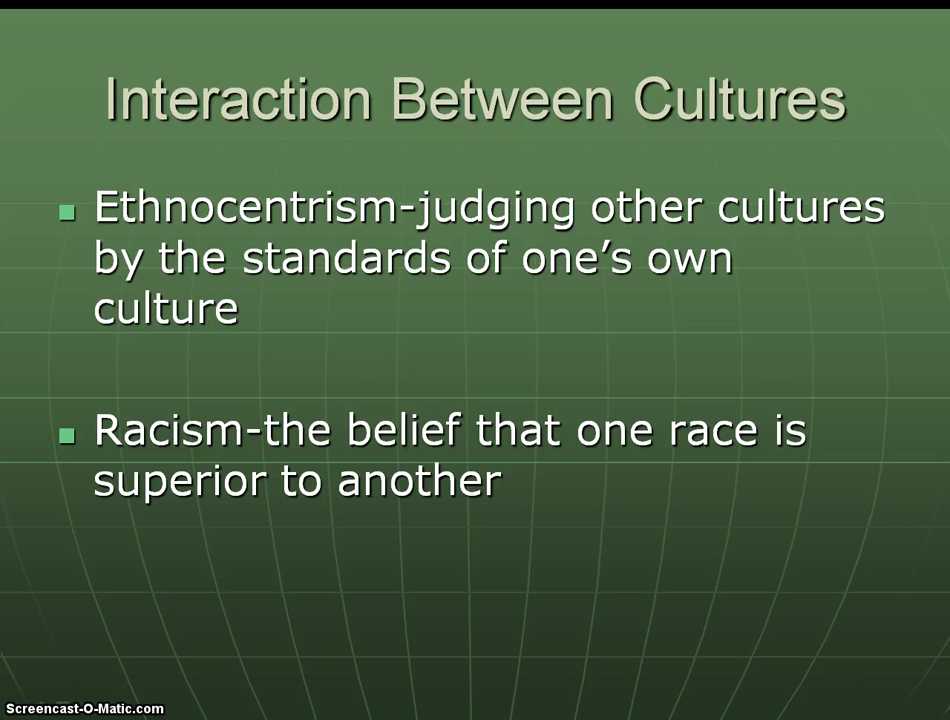 Interaction Between Cultures
Ethnocentrism-judging other cultures
by the standards of one’s own
culture
Racism-the belief that one race is
superior to another
Screencast-O-Matic.com